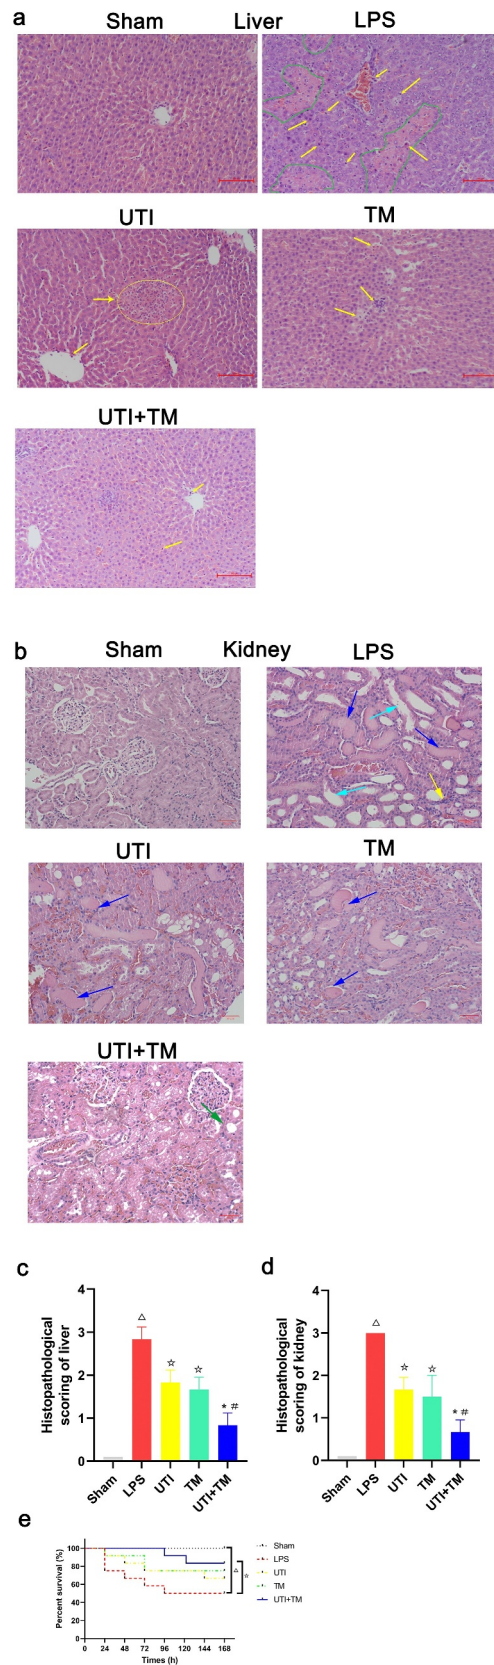 a
Sham Liver LPS
UTI TM
UTI+TM
b
Sham Kidney LPS
UTI TM
UTI+TM
c
Histopathological
scoring of liver
4
3
2
1
0
△
☆
☆
* #
Sham LPS UTI TM UTI+TM
d
Histopathological
scoring of kidney
4
3
2
1
0
△
☆
☆
* #
Sham LPS UTI TM UTI+TM
e
Percent survival (%)
100
80
60
40
20
0
0 24 48 72 96 120 144 168
Times (h)
△
☆
Sham
LPS
UTI
TM
UTI+TM